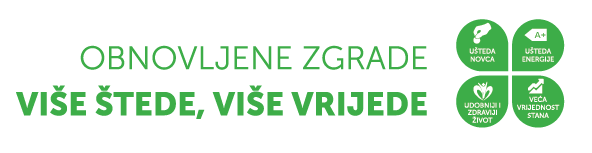 OBNOVLJENE ZGRADE
VIŠE ŠTEDE, VIŠE VRIJEDE
UŠTEDA
NOVCA
A+
UŠTEDA
ENERGIJE
UDOBNIJI I
ZDRAVIJI
ŽIVOT
VEĆA
VRIJEDNOST
STANA